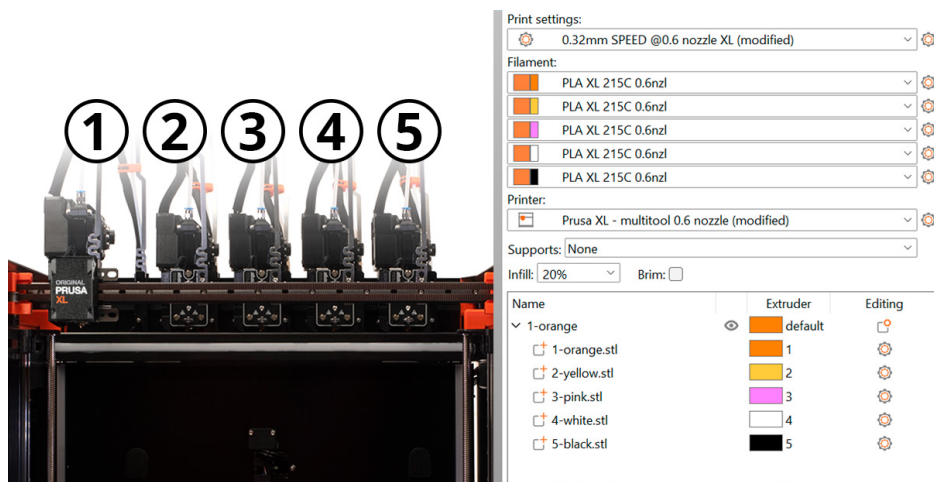 1 2 3 4 5
ORIGINAL
PRUSA
XL
Print settings:
0.32mm SPEED @0.6 nozzle XL (modified)
Filament:
PLA XL 215C 0.6nzl
PLA XL 215C 0.6nzl
PLA XL 215C 0.6nzl
PLA XL 215C 0.6nzl
PLA XL 215C 0.6nzl
Printer:
Prusa XL - multitool 0.6 nozzle (modified)
Supports: None
Infill: 20% Brim:
Name Extruder Editing
1-orange default
1-orange.stl 1
2-yellow.stl 2
3-pink.stl 3
4-white.stl 4
5-black.stl 5